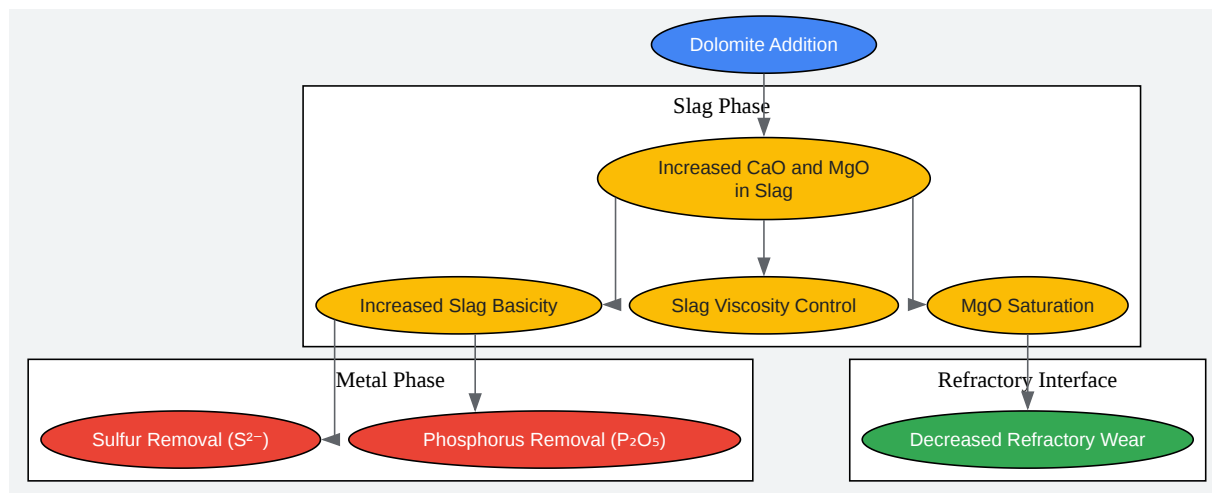 Dolomite Addition
Slag Phase
Increased CaO and MgO
in Slag
Increased Slag Basicity
Slag Viscosity Control
MgO Saturation
Metal Phase
Refractory Interface
Sulfur Removal (S²⁻)
Phosphorus Removal (P₂O₅)
Decreased Refractory Wear